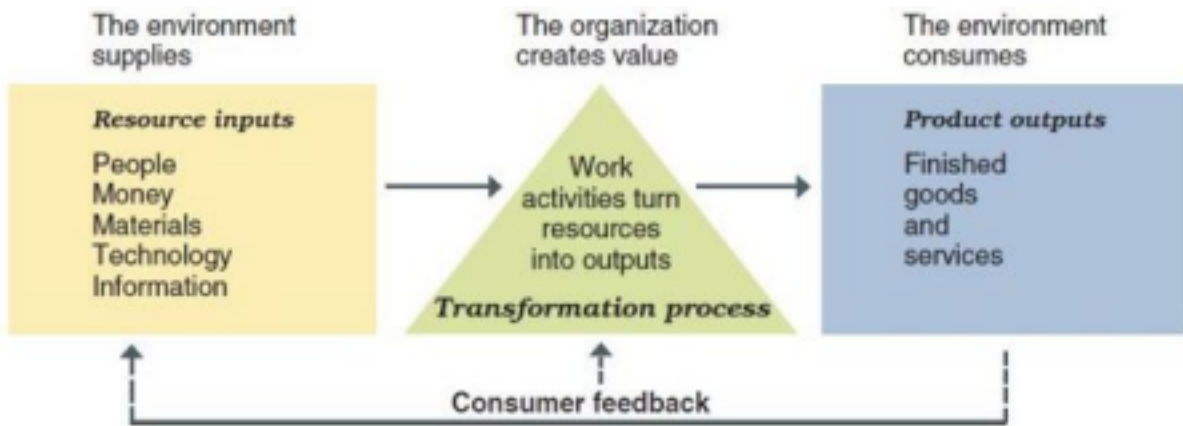 The environment
supplies
Resource inputs
People
Money
Materials
Technology
Information
The organization
creates value
Work
activities turn
resources
into outputs
Transformation process
The environment
consumes
Product outputs
Finished
goods
and
services
Consumer feedback